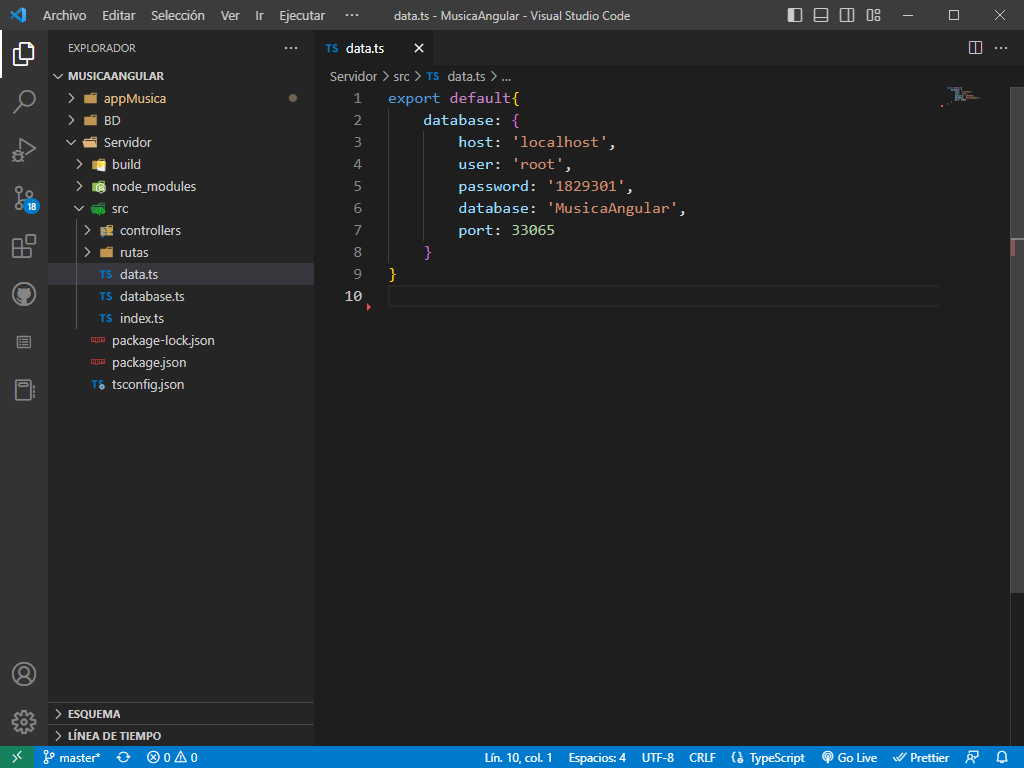 Archivo Editar Selección Ver Ir Ejecutar ··· data.ts - MusicaAngular - Visual Studio Code
EXPLORADOR ···
MUSICAANGULAR
appMusica
BD
Servidor
build
node_modules
src
controllers
rutas
TS data.ts
TS database.ts
TS index.ts
package-lock.json
package.json
TS tsconfig.json
ESQUEMA
LÍNEA DE TIEMPO
18
TS data.ts
Servidor > src > TS data.ts > ...
1 export default{
2 database: {
3 host: 'localhost',
4 user: 'root',
5 password: '1829301',
6 database: 'MusicaAngular',
7 port: 33065
8 }
9 }
10
master* 0 0 Lín. 10, col. 1 Espacios: 4 UTF-8 CRLF TypeScript Go Live Prettier